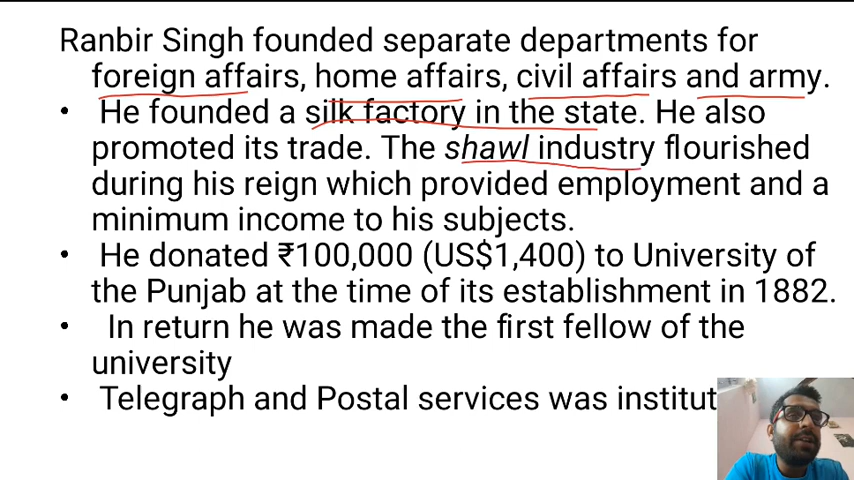 Ranbir Singh founded separate departments for
foreign affairs, home affairs, civil affairs and army.
• He founded a silk factory in the state. He also
promoted its trade. The shawl industry flourished
during his reign which provided employment and a
minimum income to his subjects.
• He donated ₹100,000 (US$1,400) to University of
the Punjab at the time of its establishment in 1882.
• In return he was made the first fellow of the
university
• Telegraph and Postal services was institut